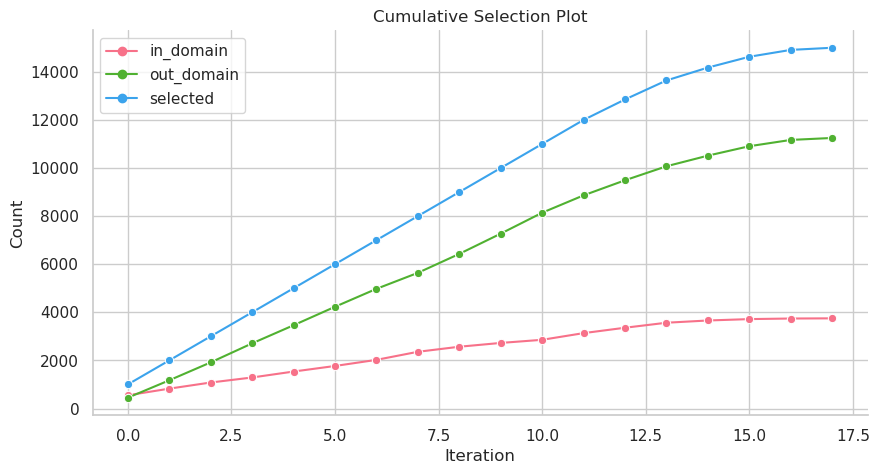 Cumulative Selection Plot
in_domain
out_domain
selected
14000
12000
10000
8000
6000
4000
2000
0
Count
0.0 2.5 5.0 7.5 10.0 12.5 15.0 17.5
Iteration